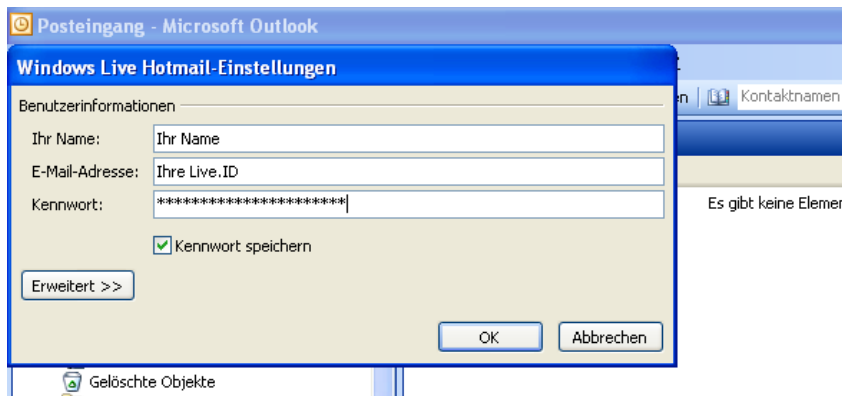 Posteingang - Microsoft Outlook
Windows Live Hotmail-Einstellungen
Kontaktnamen
Benutzerinformationen
Ihr Name: Ihr Name
E-Mail-Adresse: Ihre Live.ID
Kennwort: **********************
Es gibt keine
Kennwort speichern
Erweitert >>
OK Abbrechen
Gelöschte Objekte